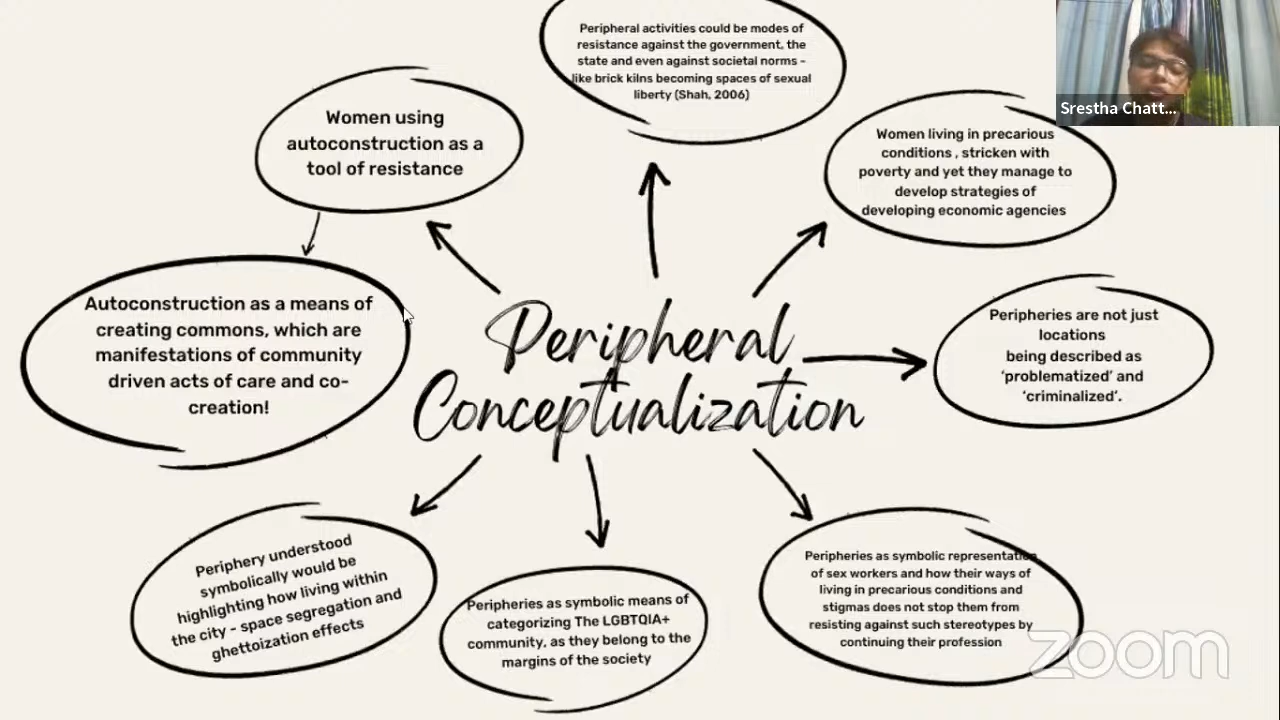 Peripheral activities could be modes of
resistance against the government, the
state and even against societal norms -
like brick kilns becoming spaces of sexual
liberty (Shah, 2006)
Srestha Chatt...
Women using
autoconstruction as a
tool of resistance
Women living in precarious
conditions , stricken with
poverty and yet they manage to
develop strategies of
developing economic agencies
Autoconstruction as a means of
creating commons, which are
manifestations of community
driven acts of care and co-
creation!
Peripheral
Conceptualization
Peripheries are not just
locations
being described as
‘problematized’ and
‘criminalized’.
Periphery understood
symbolically would be
highlighting how living within
the city - space segregation and
ghettoization effects
Peripheries as symbolic means of
categorizing The LGBTQIA+
community, as they belong to the
margins of the society
Peripheries as symbolic representation
of sex workers and how their ways of
living in precarious conditions and
stigmas does not stop them from
resisting against such stereotypes by
continuing their profession
zoom